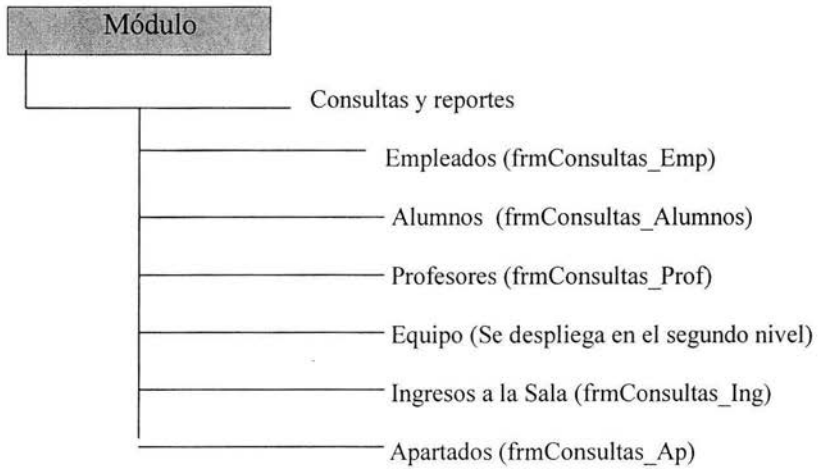 Módulo
Consultas y reportes
Empleados (frmConsultas_Emp)
Alumnos (frmConsultas_Alumnos)
Profesores (frmConsultas_Prof)
Equipo (Se despliega en el segundo nivel)
Ingresos a la Sala (frmConsultas_Ing)
Apartados (frmConsultas_Ap)